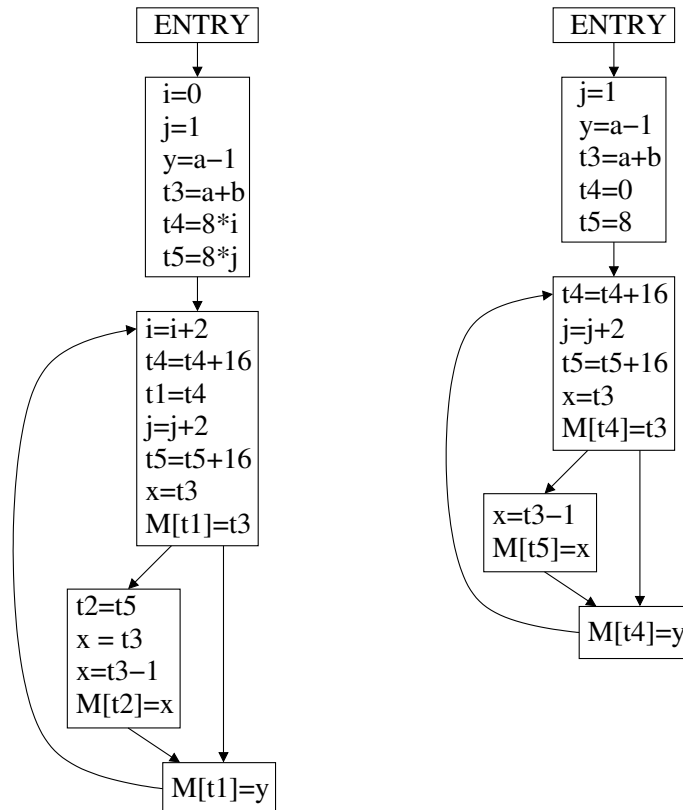 ENTRY
i=0
j=1
y=a−1
t3=a+b
t4=8*i
t5=8*j
i=i+2
t4=t4+16
t1=t4
j=j+2
t5=t5+16
x=t3
M[t1]=t3
t2=t5
x = t3
x=t3−1
M[t2]=x
M[t1]=y
ENTRY
j=1
y=a−1
t3=a+b
t4=0
t5=8
t4=t4+16
j=j+2
t5=t5+16
x=t3
M[t4]=t3
x=t3−1
M[t5]=x
M[t4]=y